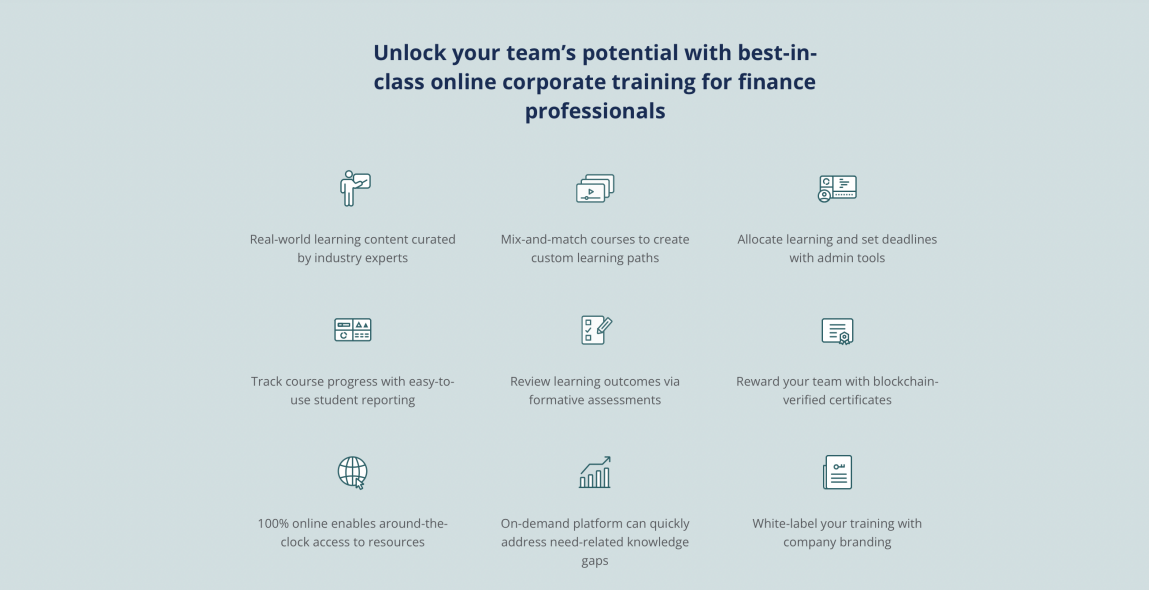 Unlock your team’s potential with best-in-
class online corporate training for finance
professionals
Real-world learning content curated
by industry experts
Mix-and-match courses to create
custom learning paths
Allocate learning and set deadlines
with admin tools
Track course progress with easy-to-
use student reporting
Review learning outcomes via
formative assessments
Reward your team with blockchain-
verified certificates
100% online enables around-the-
clock access to resources
On-demand platform can quickly
address need-related knowledge
gaps
White-label your training with
company branding